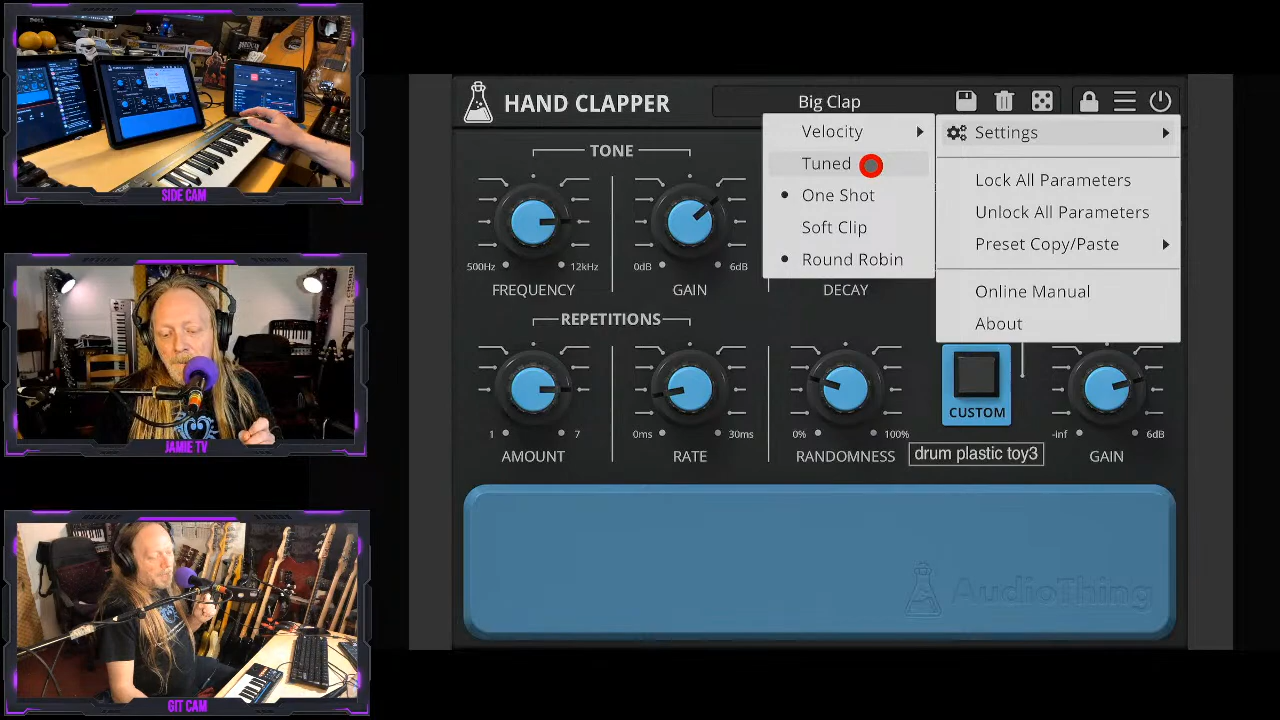 SIDE CAM
JAMIE TV
GIT CAM
HAND CLAPPER
Big Clap
TONE
500Hz
12kHz
FREQUENCY
0dB
6dB
GAIN
DECAY
Velocity
Tuned
One Shot
Soft Clip
Round Robin
Settings
Lock All Parameters
Unlock All Parameters
Preset Copy/Paste
Online Manual
About
REPETITIONS
1
7
AMOUNT
0ms
30ms
RATE
0%
100%
RANDOMNESS
CUSTOM
drum plastic toy3
-inf
6dB
GAIN
AudioThing